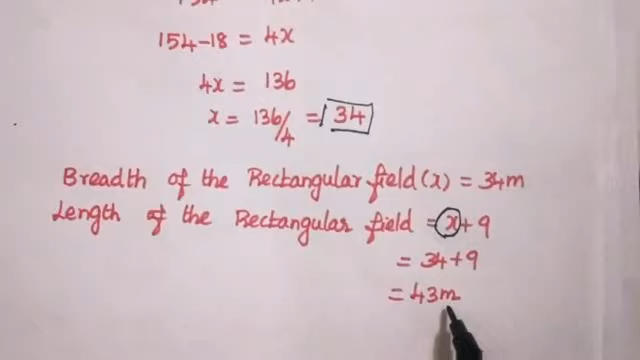 154-18 = 4x
4x = 136
x = 136/4 = 34
Breadth of the Rectangular field (x) = 34m
Length of the Rectangular field = x + 9
= 34+9
= 43m